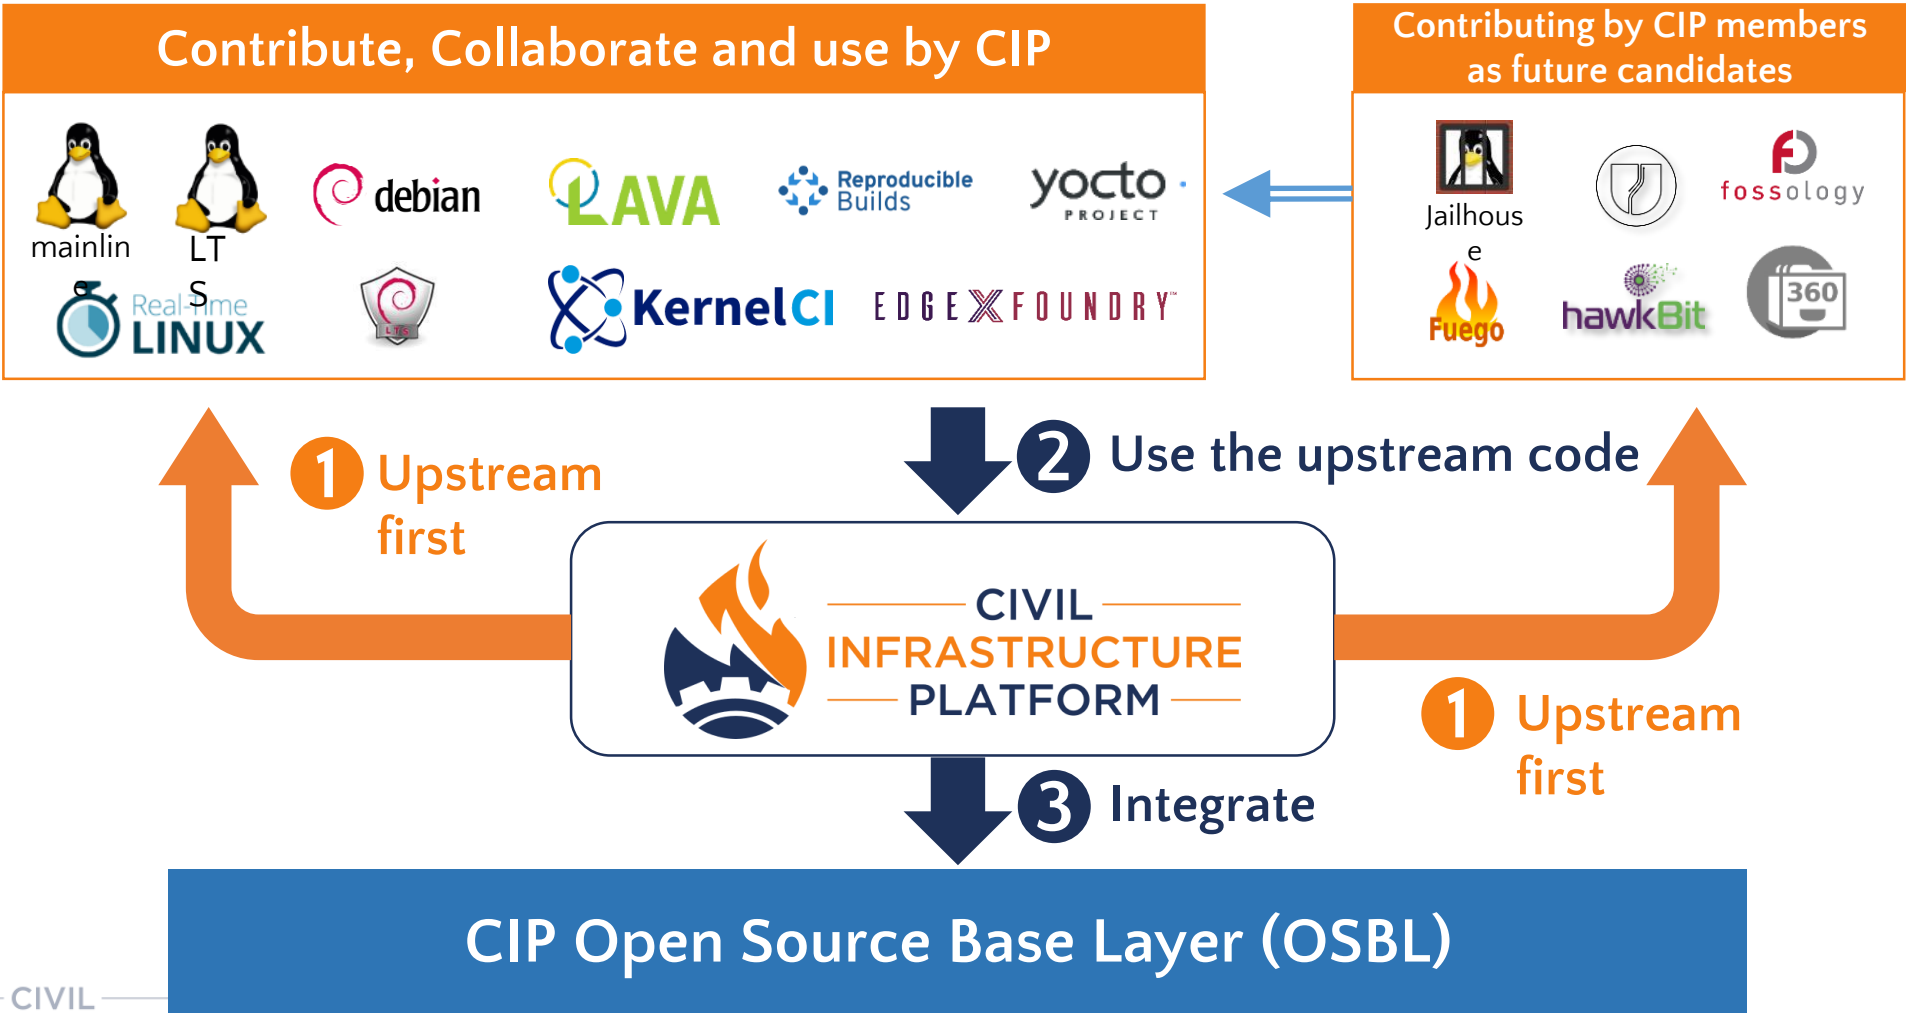 Contribute, Collaborate and use by CIP
Contributing by CIP members
as future candidates
mainlin
e
LT
S
debian
LAVA
Reproducible
Builds
yocto
PROJECT
Real-Time
LINUX
LTS
KernelCI
EDGE X FOUNDRY™
Jailhous
e
fossology
Fuego
hawkBit
360
1 Upstream
first
2 Use the upstream code
CIVIL
INFRASTRUCTURE
PLATFORM
1 Upstream
first
3 Integrate
CIP Open Source Base Layer (OSBL)
CIVIL